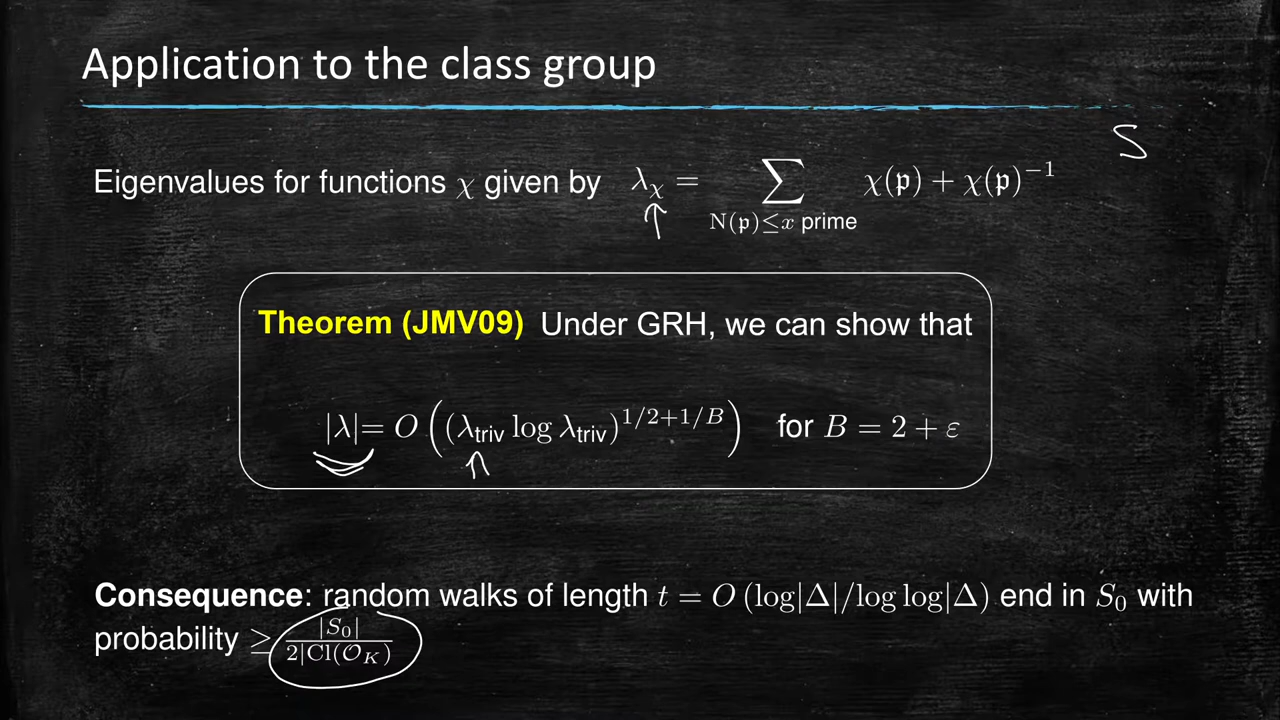 Application to the class group
S
Eigenvalues for functions χ given by λ_χ = ∑_{N(𝔭)≤x prime} χ(𝔭) + χ(𝔭)^{−1}
Theorem (JMV09) Under GRH, we can show that
|λ|= O((λ_triv log λ_triv)^{1/2+1/B}) for B = 2 + ε
Consequence: random walks of length t = O (log|Δ|/log log|Δ) end in S_0 with
probability ≥ |S_0| / 2|Cl(𝒪_K)